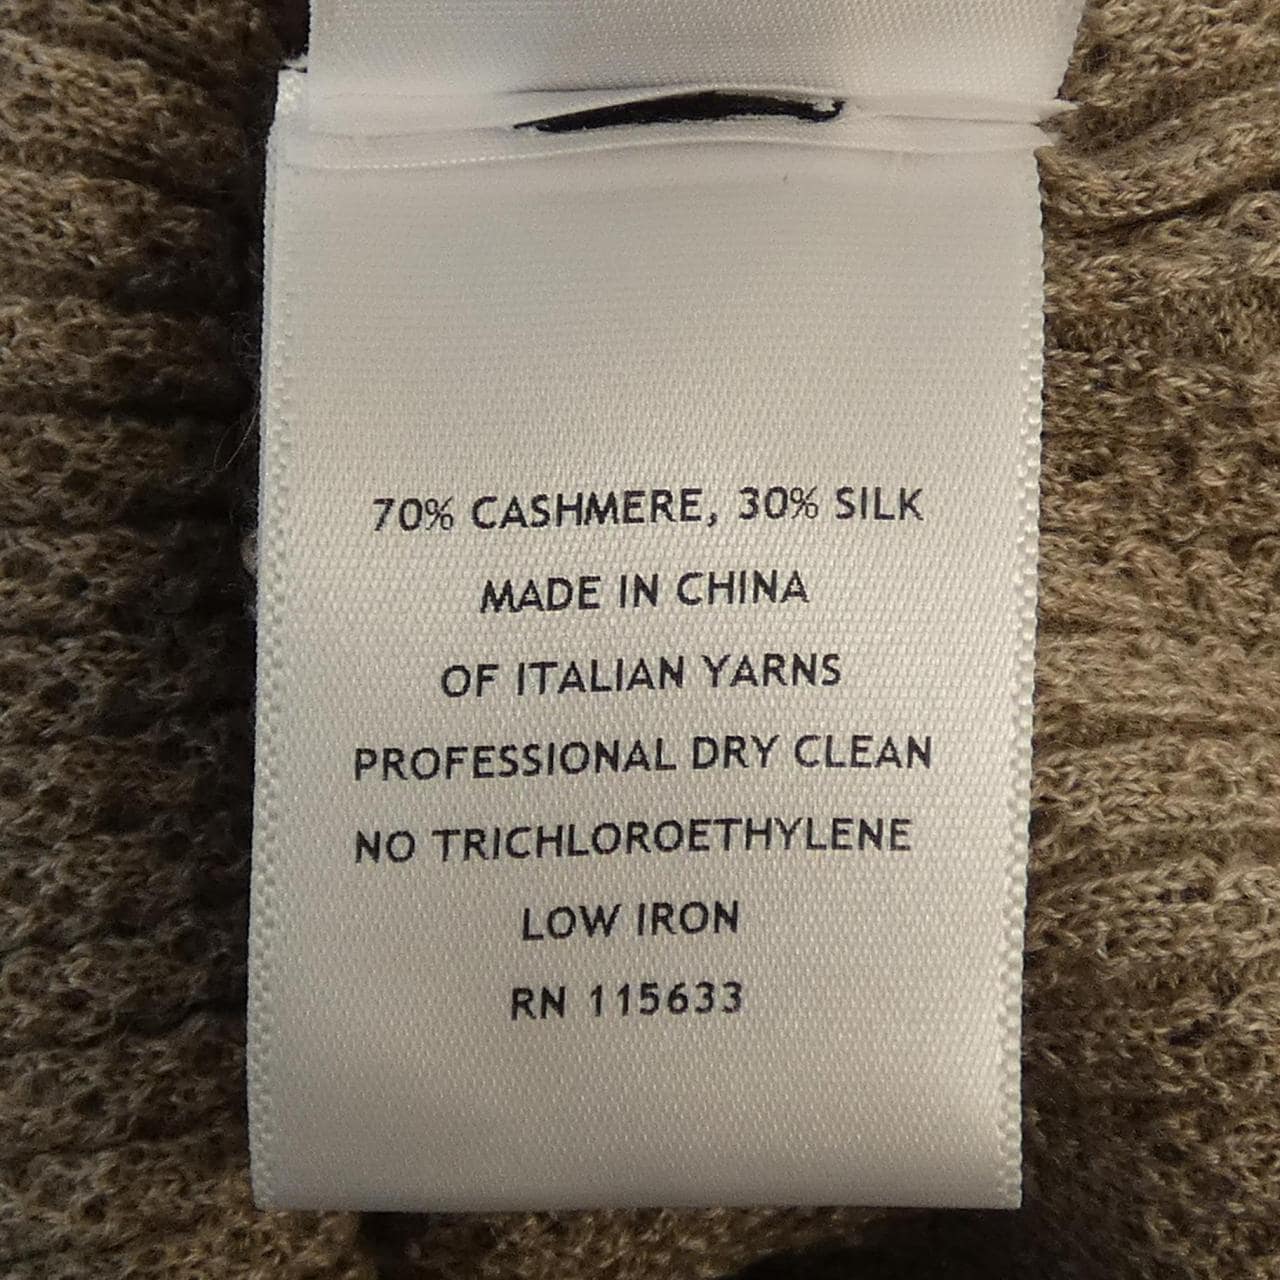 70% CASHMERE, 30% SILK
MADE IN CHINA
OF ITALIAN YARNS
PROFESSIONAL DRY CLEAN
NO TRICHLOROETHYLENE
LOW IRON
RN 115633